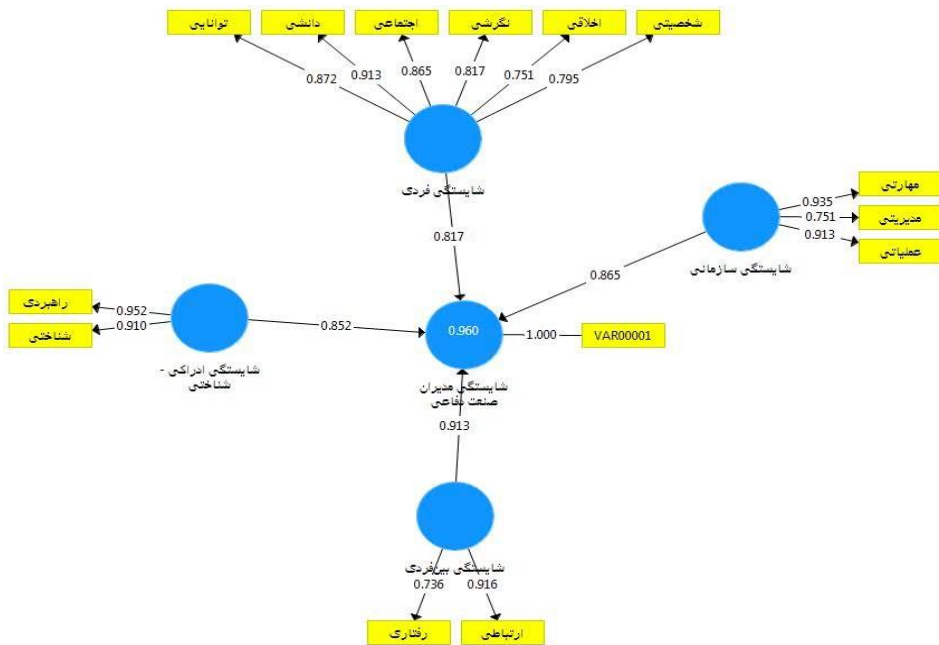 شخصیتی اخلاقی نگرشی اجتماعی دانشی توانایی
0.872 0.913 0.865 0.817 0.751 0.795
شایستگی فردی
0.817
مهارتی
0.935
مدیریتی
0.751
عملیاتی
0.913
شایستگی سازمانی
0.865
راهبردی
0.952
شناختی
0.910
شایستگی ادراکی -
شناختی
0.852
0.960
1.000
VAR00001
شایستگی مدیران
صنعت دفاعی
0.913
شایستگی بین‌فردی
0.736 0.916
ارتباطی رفتاری